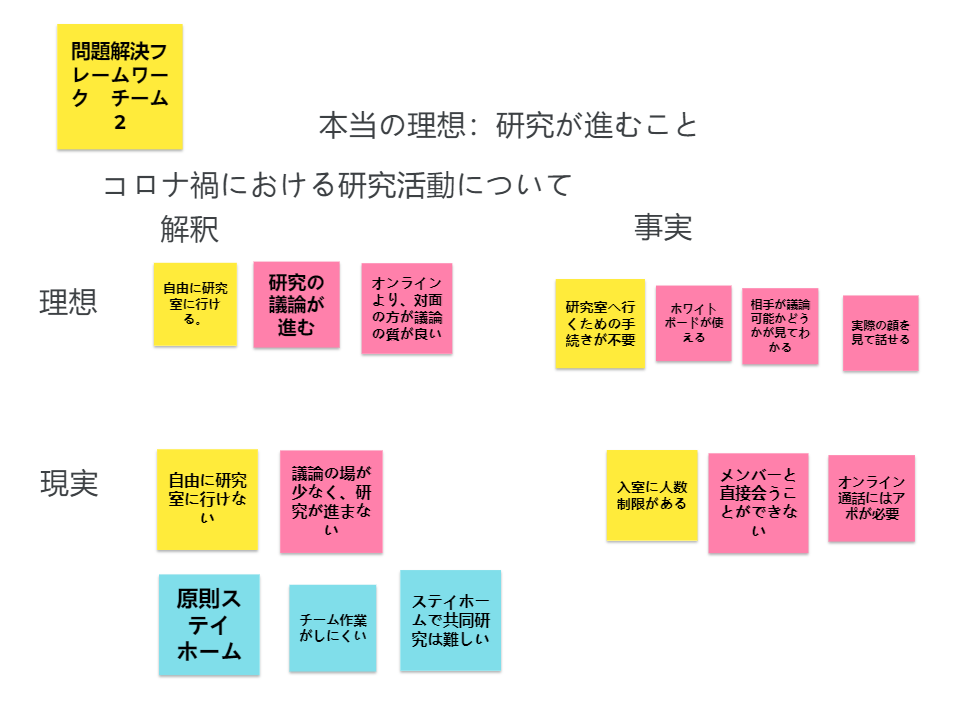 問題解決フ
レームワー
ク　チーム
2
本当の理想：研究が進むこと
コロナ禍における研究活動について
解釈
事実
理想
自由に研究
室に行け
る。
研究の
議論が
進む
オンライン
より、対面
の方が議論
の質が良い
研究室へ行
くための手
続きが不要
ホワイト
ボードが使
える
相手が議論
可能かどう
かが見てわ
かる
実際の顔を
見て話せる
現実
自由に研究
室に行けな
い
議論の場が
少なく、研
究が進まな
い
入室に人数
制限がある
メンバーと
直接会うこ
とができな
い
オンライン
通話にはア
ポが必要
原則ス
テイ
ホーム
チーム作業
がしにくい
ステイホー
ムで共同研
究は難しい